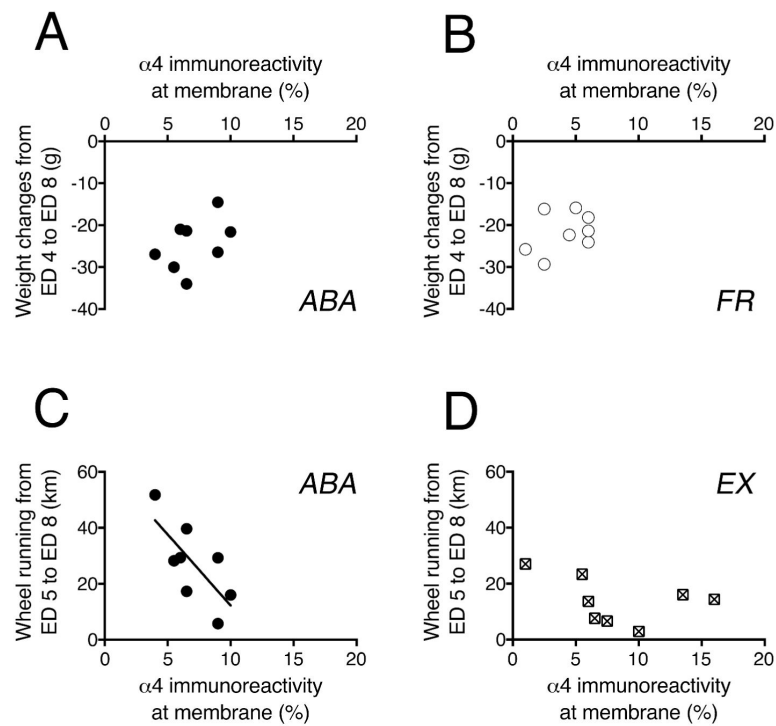 A
α4 immunoreactivity
at membrane (%)
0 5 10 15 20
0
-10
-20
-30
-40
Weight changes from
ED 4 to ED 8 (g)
ABA
B
α4 immunoreactivity
at membrane (%)
0 5 10 15 20
0
-10
-20
-30
-40
Weight changes from
ED 4 to ED 8 (g)
FR
C
60
40
20
0
Wheel running from
ED 5 to ED 8 (km)
ABA
0 5 10 15 20
α4 immunoreactivity
at membrane (%)
D
60
40
20
0
Wheel running from
ED 5 to ED 8 (km)
EX
0 5 10 15 20
α4 immunoreactivity
at membrane (%)